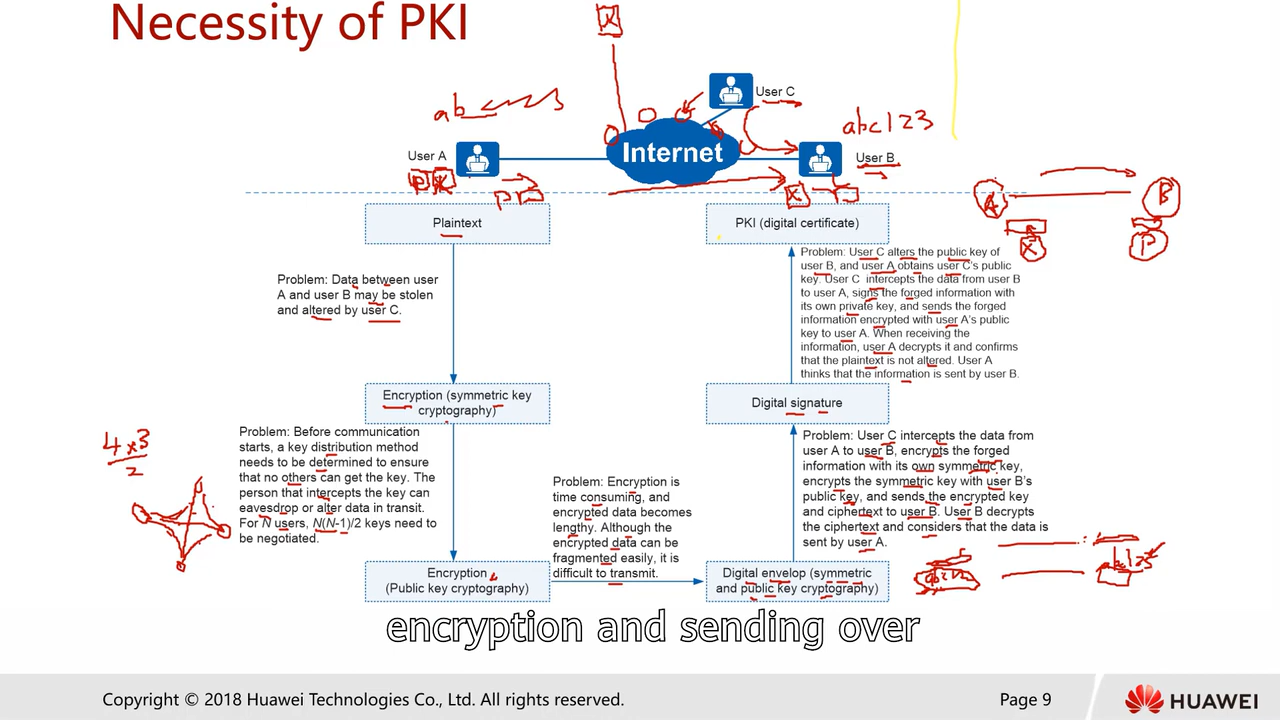 Necessity of PKI
User C
ab
abc123
Internet
User A
User B
P K
P
K
A
B
K
P
Plaintext
PKI (digital certificate)
Problem: Data between user
A and user B may be stolen
and altered by user C.
Problem: User C alters the public key of
user B, and user A obtains user C's public
key. User C intercepts the data from user B
to user A, signs the forged information with
its own private key, and sends the forged
information encrypted with user A's public
key to user A. When receiving the
information, user A decrypts it and confirms
that the plaintext is not altered. User A
thinks that the information is sent by user B.
Encryption (symmetric key
cryptography)
Digital signature
4x3
2
Problem: Before communication
starts, a key distribution method
needs to be determined to ensure
that no others can get the key. The
person that intercepts the key can
eavesdrop or alter data in transit.
For N users, N(N-1)/2 keys need to
be negotiated.
Problem: Encryption is
time consuming, and
encrypted data becomes
lengthy. Although the
encrypted data can be
fragmented easily, it is
difficult to transmit.
Problem: User C intercepts the data from
user A to user B, encrypts the forged
information with its own symmetric key,
encrypts the symmetric key with user B's
public key, and sends the encrypted key
and ciphertext to user B. User B decrypts
the ciphertext and considers that the data is
sent by user A.
abc123
Encryption
(Public key cryptography)
Digital envelop (symmetric
and public key cryptography)
encryption and sending over
Copyright © 2018 Huawei Technologies Co., Ltd. All rights reserved.
Page 9
HUAWEI